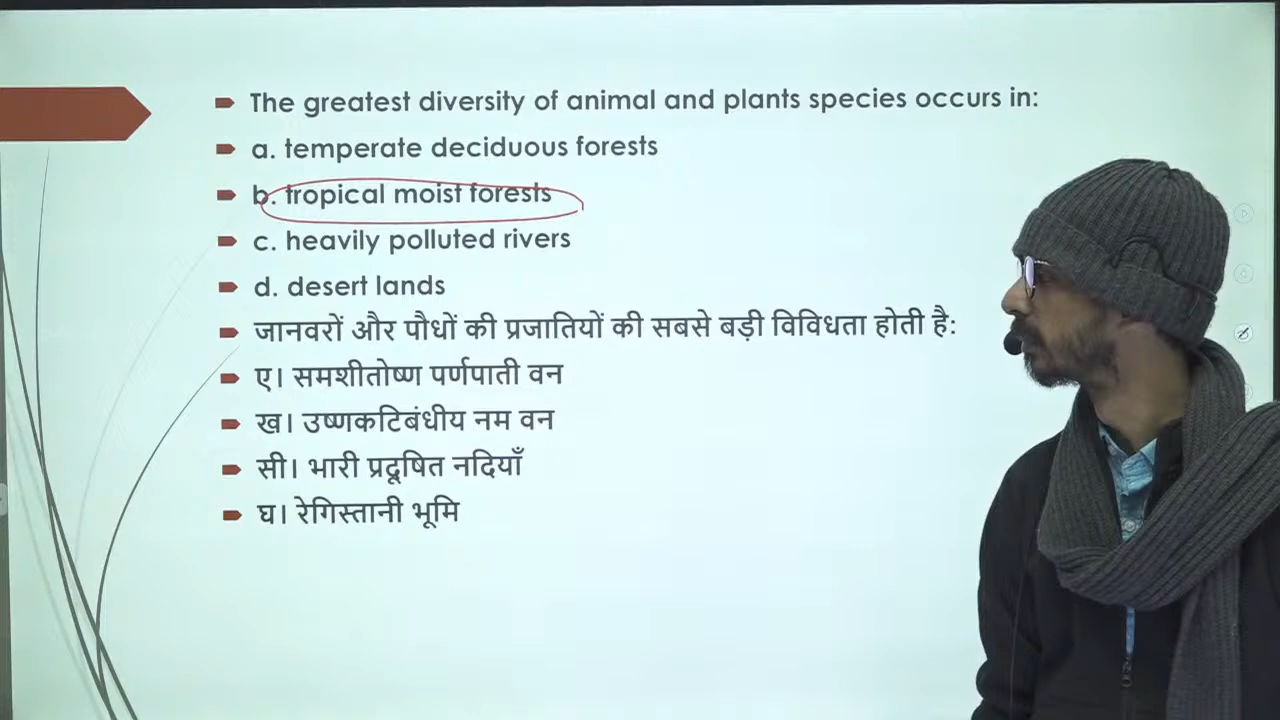 The greatest diversity of animal and plants species occurs in:
a. temperate deciduous forests
b. tropical moist forests
c. heavily polluted rivers
d. desert lands
जानवरों और पौधों की प्रजातियों की सबसे बड़ी विविधता होती है:
ए। समशीतोष्ण पर्णपाती वन
ख। उष्णकटिबंधीय नम वन
सी। भारी प्रदूषित नदियाँ
घ। रेगिस्तानी भूमि